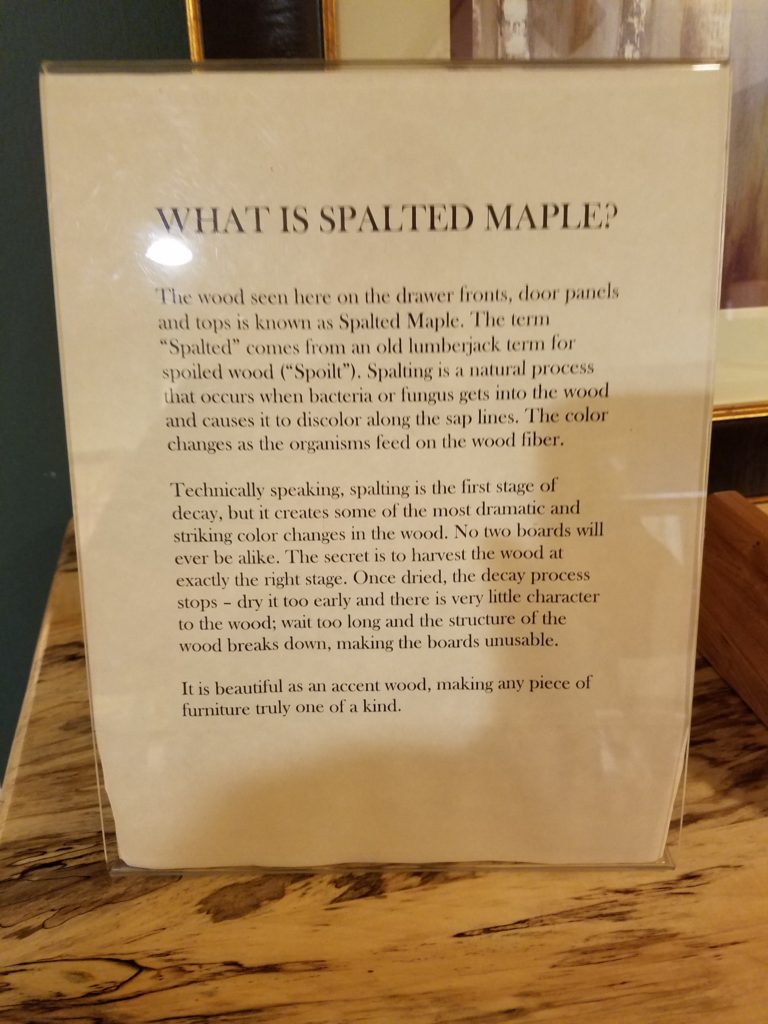 WHAT IS SPALTED MAPLE?
The wood seen here on the drawer fronts, door panels
and tops is known as Spalted Maple. The term
“Spalted” comes from an old lumberjack term for
spoiled wood (“Spoilt”). Spalting is a natural process
that occurs when bacteria or fungus gets into the wood
and causes it to discolor along the sap lines. The color
changes as the organisms feed on the wood fiber.
Technically speaking, spalting is the first stage of
decay, but it creates some of the most dramatic and
striking color changes in the wood. No two boards will
ever be alike. The secret is to harvest the wood at
exactly the right stage. Once dried, the decay process
stops – dry it too early and there is very little character
to the wood; wait too long and the structure of the
wood breaks down, making the boards unusable.
It is beautiful as an accent wood, making any piece of
furniture truly one of a kind.